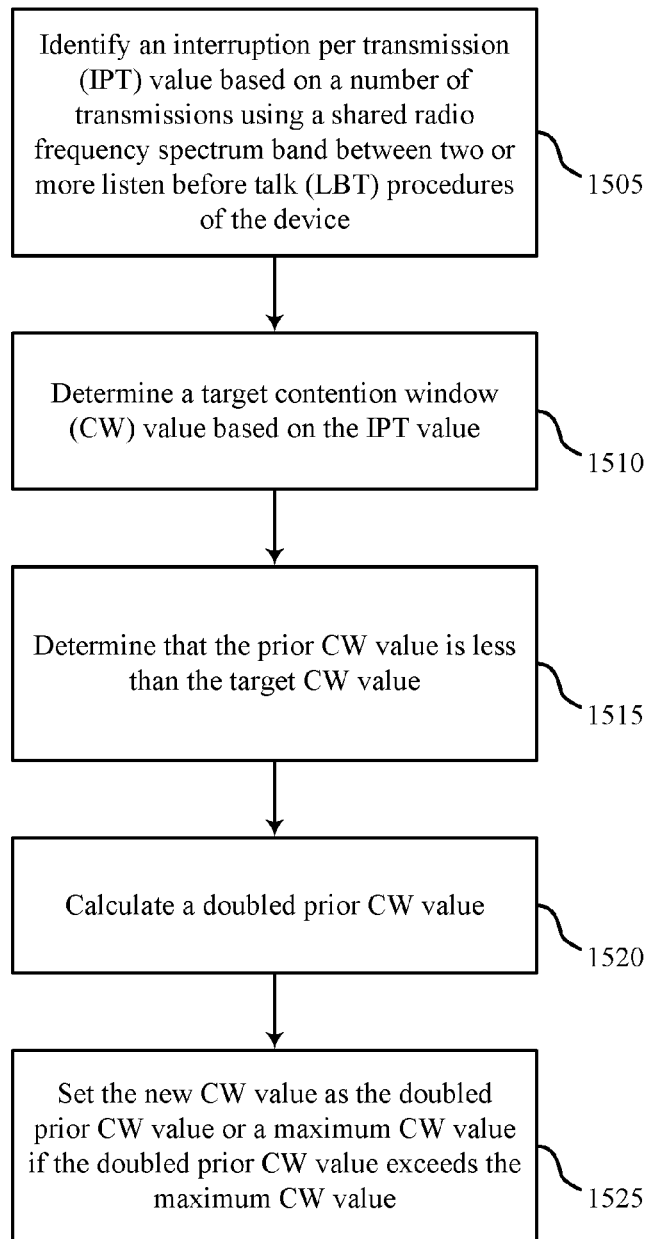 Identify an interruption per transmission
(IPT) value based on a number of
transmissions using a shared radio
frequency spectrum band between two or
more listen before talk (LBT) procedures
of the device
1505
Determine a target contention window
(CW) value based on the IPT value
1510
Determine that the prior CW value is less
than the target CW value
1515
Calculate a doubled prior CW value
1520
Set the new CW value as the doubled
prior CW value or a maximum CW value
if the doubled prior CW value exceeds the
maximum CW value
1525